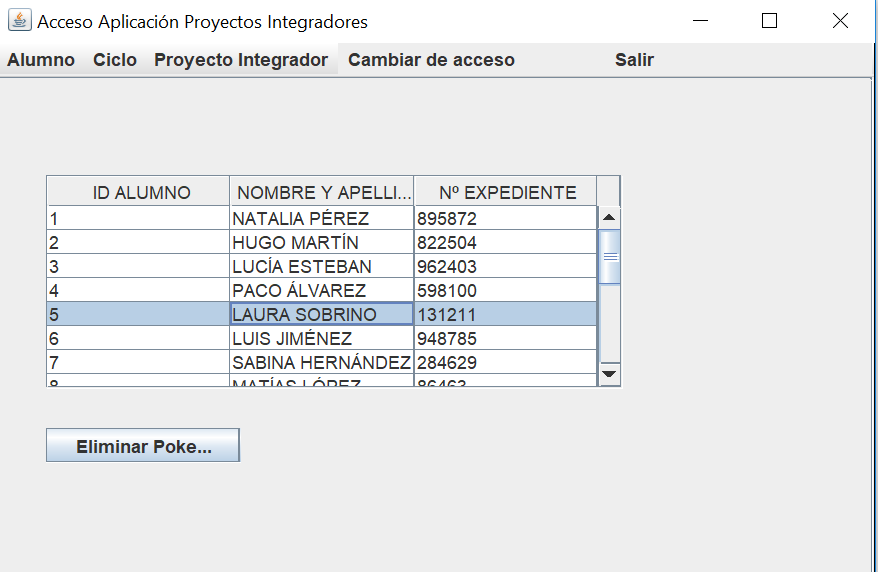 Acceso Aplicación Proyectos Integradores
Alumno Ciclo Proyecto Integrador Cambiar de acceso Salir
ID ALUMNO NOMBRE Y APELLI... Nº EXPEDIENTE
1 NATALIA PÉREZ 895872
2 HUGO MARTÍN 822504
3 LUCÍA ESTEBAN 962403
4 PACO ÁLVAREZ 598100
5 LAURA SOBRINO 131211
6 LUIS JIMÉNEZ 948785
7 SABINA HERNÁNDEZ 284629
8 MATÍAS LÓPEZ 86463
Eliminar Poke...